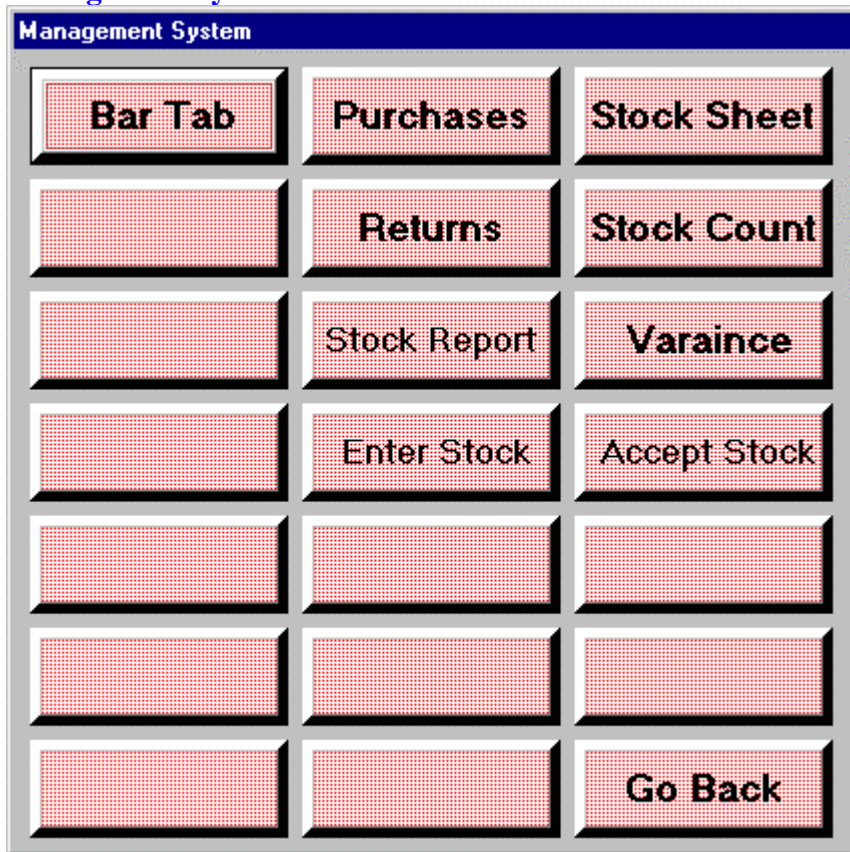 Management System
Bar Tab Purchases Stock Sheet
Returns Stock Count
Stock Report Varaince
Enter Stock Accept Stock
Go Back